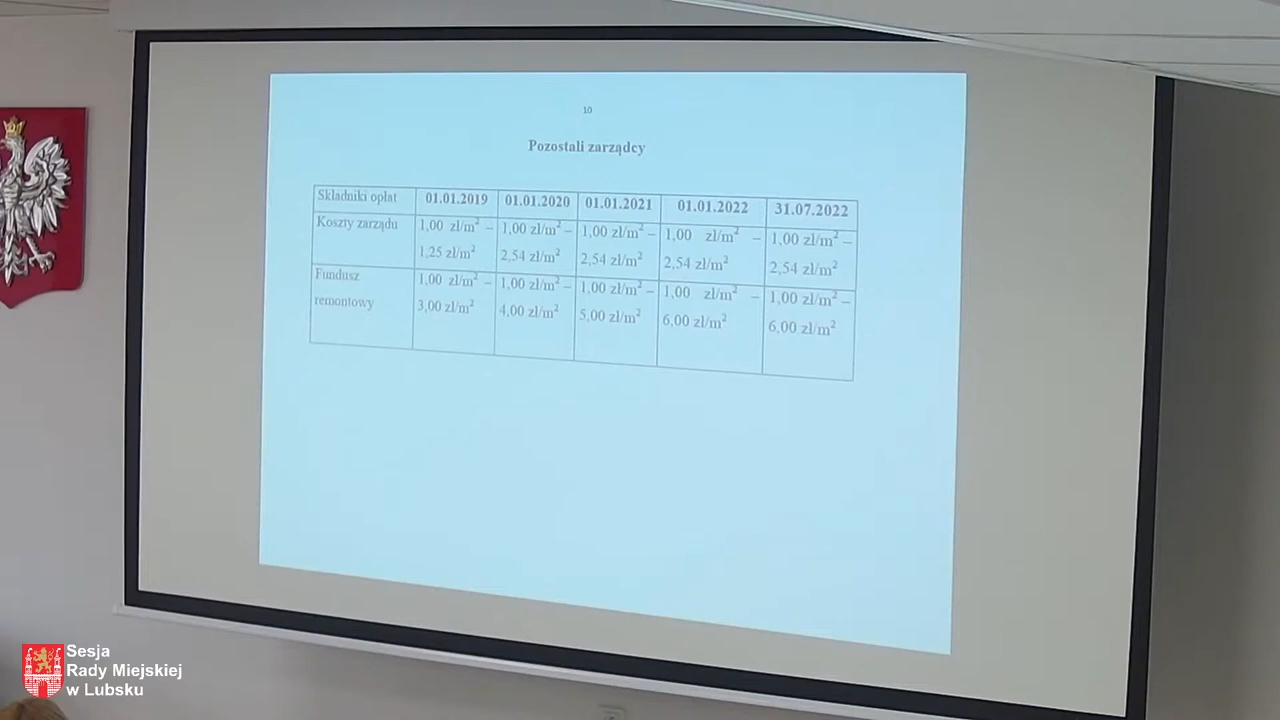 10
Pozostali zarządcy
Składniki opłat 01.01.2019 01.01.2020 01.01.2021 01.01.2022 31.07.2022
Koszty zarządu 1,00 zł/m² – 1,00 zł/m² – 1,00 zł/m² – 1,00 zł/m² – 1,00 zł/m² –
1,25 zł/m² 2,54 zł/m² 2,54 zł/m² 2,54 zł/m² 2,54 zł/m²
Fundusz 1,00 zł/m² – 1,00 zł/m² – 1,00 zł/m² – 1,00 zł/m² – 1,00 zł/m² –
remontowy 3,00 zł/m² 4,00 zł/m² 5,00 zł/m² 6,00 zł/m² 6,00 zł/m²
Sesja
Rady Miejskiej
w Lubsku